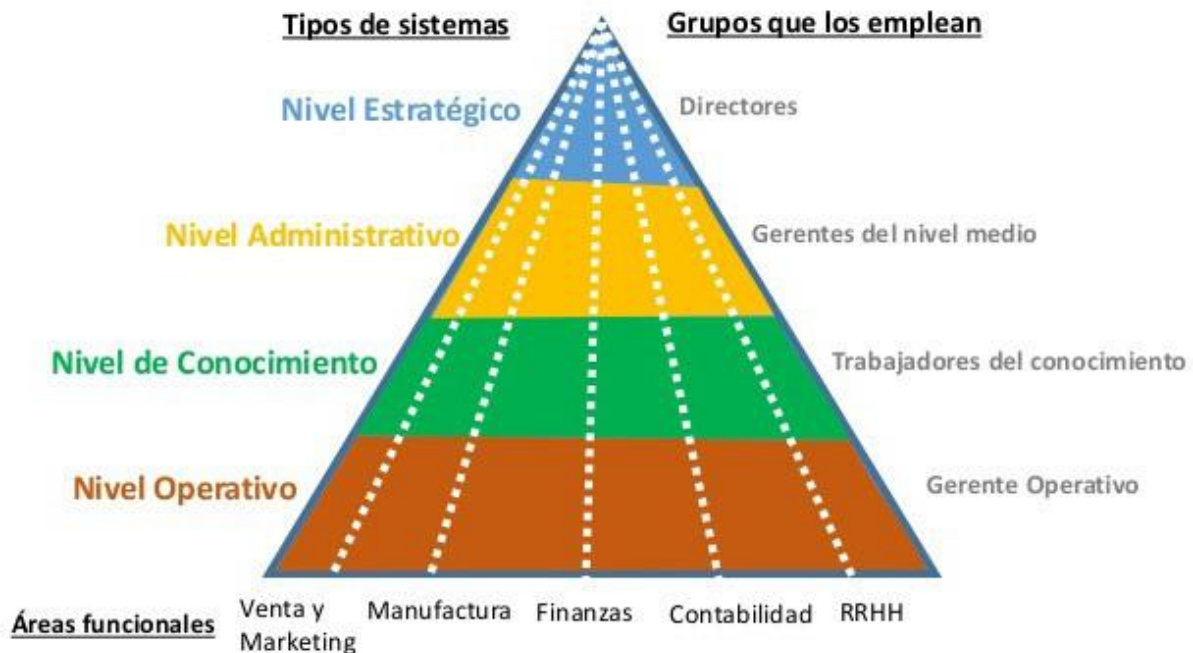 Tipos de sistemas
Grupos que los emplean
Nivel Estratégico
Directores
Nivel Administrativo
Gerentes del nivel medio
Nivel de Conocimiento
Trabajadores del conocimiento
Nivel Operativo
Gerente Operativo
Áreas funcionales
Venta y
Marketing
Manufactura
Finanzas
Contabilidad
RRHH